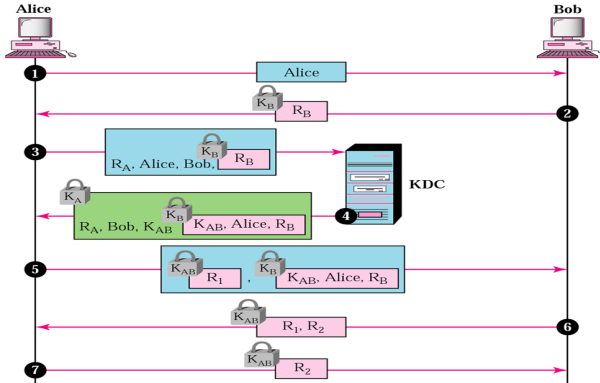 Alice Bob
1 Alice
K_B R_B 2
3 R_A, Alice, Bob, K_B R_B
KDC
K_A R_A, Bob, K_AB K_B K_AB, Alice, R_B 4
5 K_AB R_1 , K_B K_AB, Alice, R_B
K_AB R_1, R_2 6
7 K_AB R_2